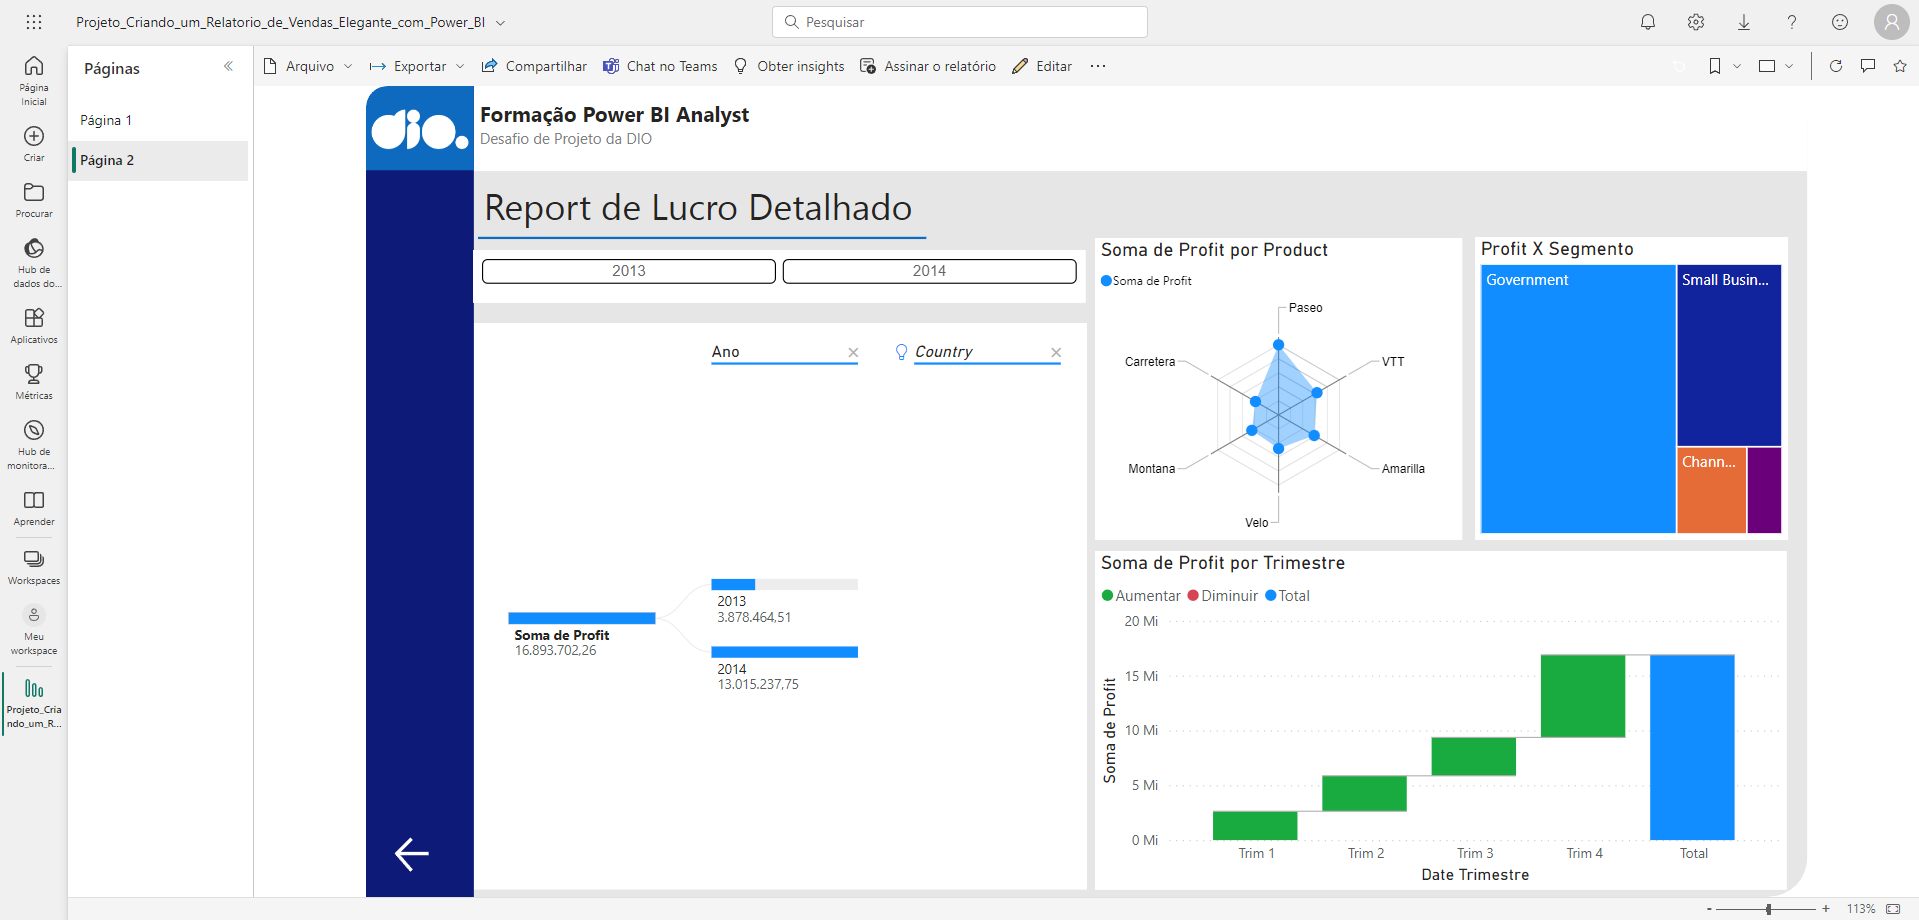 Projeto_Criando_um_Relatorio_de_Vendas_Elegante_com_Power_BI
Pesquisar
Página Inicial
Criar
Procurar
Hub de dados do...
Aplicativos
Métricas
Hub de monitora...
Aprender
Workspaces
Meu workspace
Projeto_Cria
ndo_um_R...
Páginas
Página 1
Página 2
Arquivo
Exportar
Compartilhar
Chat no Teams
Obter insights
Assinar o relatório
Editar
dio.
Formação Power BI Analyst
Desafio de Projeto da DIO
Report de Lucro Detalhado
2013
2014
Ano
Country
Soma de Profit
16.893.702,26
2013
3.878.464,51
2014
13.015.237,75
Soma de Profit por Product
Soma de Profit
Paseo
VTT
Amarilla
Velo
Montana
Carretera
Profit X Segmento
Government
Small Busin...
Chann...
Soma de Profit por Trimestre
Aumentar
Diminuir
Total
Soma de Profit
20 Mi
15 Mi
10 Mi
5 Mi
0 Mi
Trim 1
Trim 2
Trim 3
Trim 4
Total
Date Trimestre
- + 113%